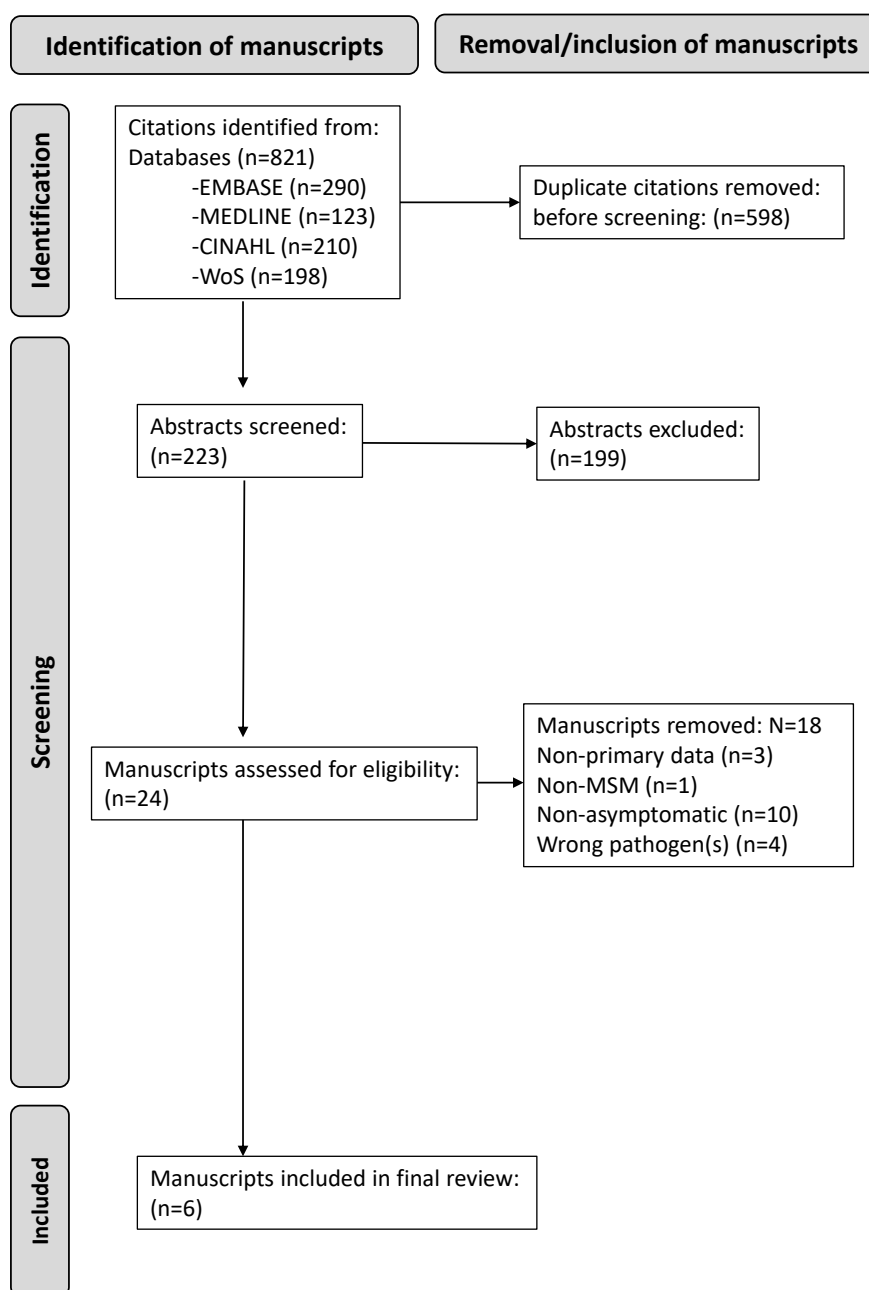 Identification of manuscripts
Removal/inclusion of manuscripts
Identification
Citations identified from:
Databases (n=821)
-EMBASE (n=290)
-MEDLINE (n=123)
-CINAHL (n=210)
-WoS (n=198)
Duplicate citations removed:
before screening: (n=598)
Screening
Abstracts screened:
(n=223)
Abstracts excluded:
(n=199)
Manuscripts assessed for eligibility:
(n=24)
Manuscripts removed: N=18
Non-primary data (n=3)
Non-MSM (n=1)
Non-asymptomatic (n=10)
Wrong pathogen(s) (n=4)
Included
Manuscripts included in final review:
(n=6)